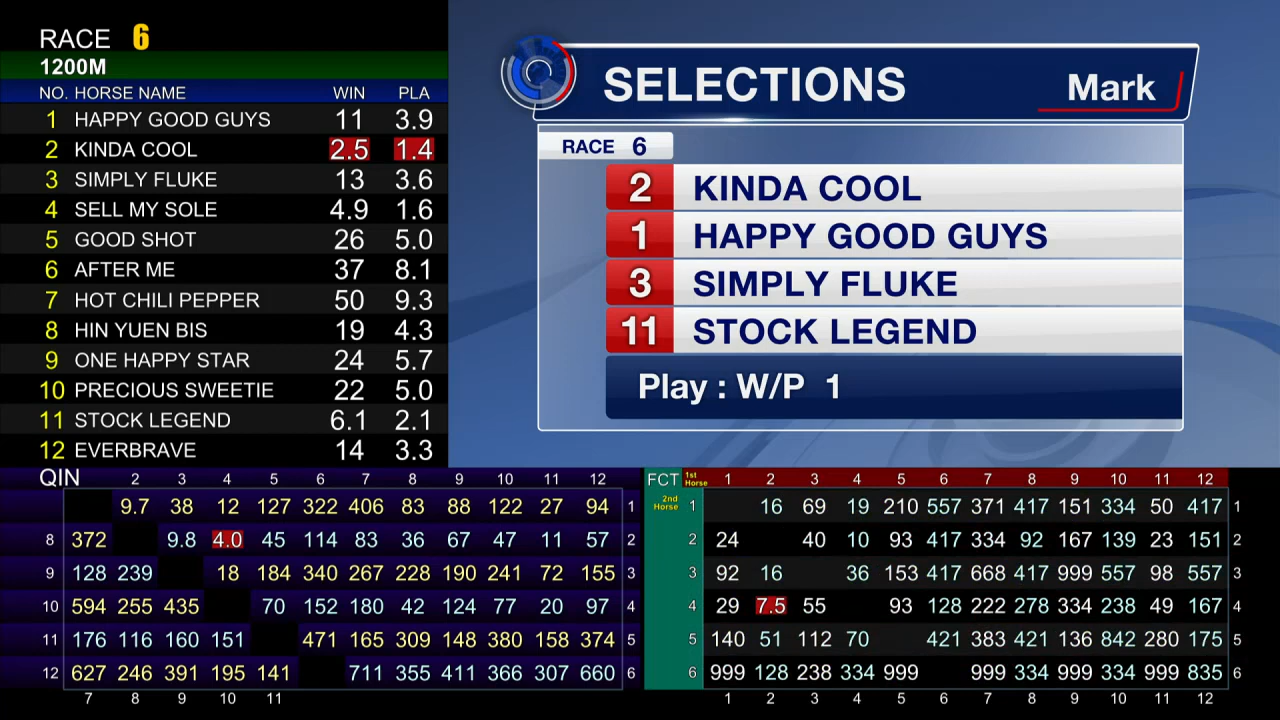 RACE 6
1200M
NO. HORSE NAME WIN PLA
1 HAPPY GOOD GUYS 11 3.9
2 KINDA COOL 2.5 1.4
3 SIMPLY FLUKE 13 3.6
4 SELL MY SOLE 4.9 1.6
5 GOOD SHOT 26 5.0
6 AFTER ME 37 8.1
7 HOT CHILI PEPPER 50 9.3
8 HIN YUEN BIS 19 4.3
9 ONE HAPPY STAR 24 5.7
10 PRECIOUS SWEETIE 22 5.0
11 STOCK LEGEND 6.1 2.1
12 EVERBRAVE 14 3.3
SELECTIONS Mark
RACE 6
2 KINDA COOL
1 HAPPY GOOD GUYS
3 SIMPLY FLUKE
11 STOCK LEGEND
Play : W/P 1
QIN 2 3 4 5 6 7 8 9 10 11 12
9.7 38 12 127 322 406 83 88 122 27 94 1
8 372 9.8 4.0 45 114 83 36 67 47 11 57 2
9 128 239 18 184 340 267 228 190 241 72 155 3
10 594 255 435 70 152 180 42 124 77 20 97 4
11 176 116 160 151 471 165 309 148 380 158 374 5
12 627 246 391 195 141 711 355 411 366 307 660 6
7 8 9 10 11
FCT 1st Horse 1 2 3 4 5 6 7 8 9 10 11 12
2nd Horse 1 16 69 19 210 557 371 417 151 334 50 417 1
2 24 40 10 93 417 334 92 167 139 23 151 2
3 92 16 36 153 417 668 417 999 557 98 557 3
4 29 7.5 55 93 128 222 278 334 238 49 167 4
5 140 51 112 70 421 383 421 136 842 280 175 5
6 999 128 238 334 999 999 334 999 334 999 835 6
1 2 3 4 5 6 7 8 9 10 11 12